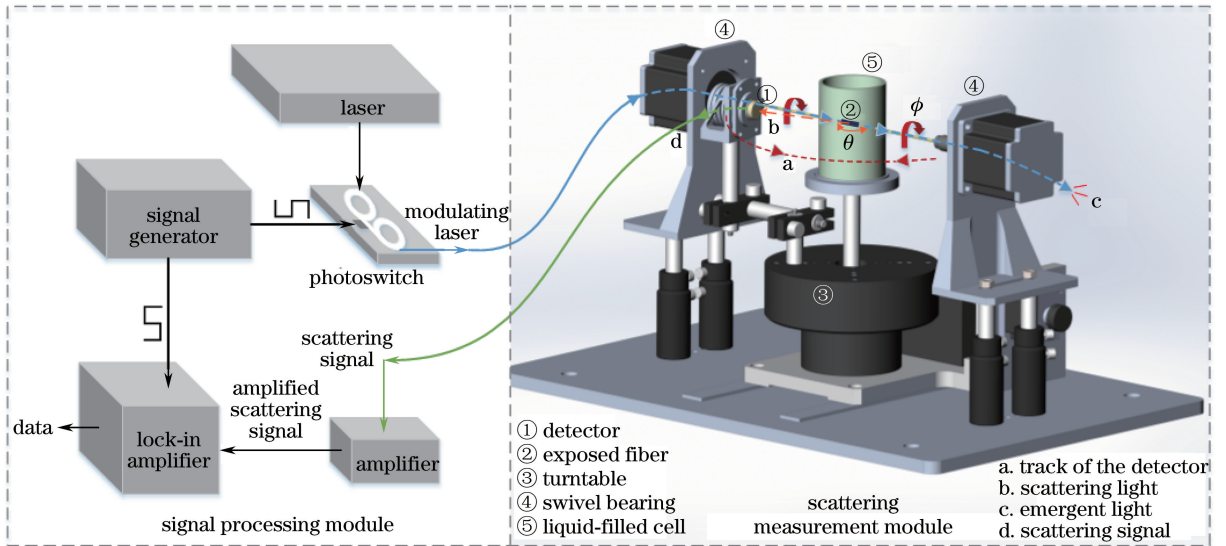 laser
signal
generator
modulating
laser
photoswitch
scattering
signal
amplified
scattering
signal
data
lock-in
amplifier
amplifier
signal processing module
④
⑤
④
①
②
ϕ
b
θ
d
a
c
③
① detector
② exposed fiber
③ turntable
④ swivel bearing
⑤ liquid-filled cell
scattering
measurement module
a. track of the detector
b. scattering light
c. emergent light
d. scattering signal